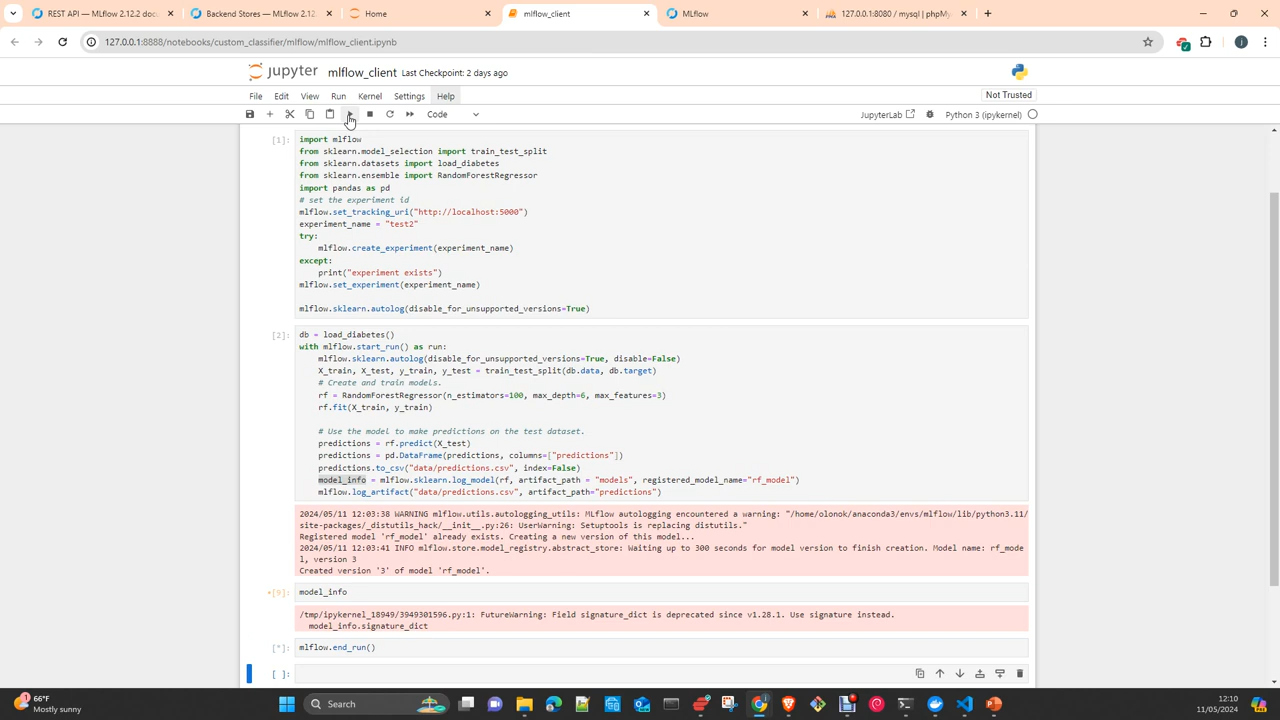 REST API — MLflow 2.12.2 docu
Backend Stores — MLflow 2.12.
Home
mlflow_client
MLflow
127.0.0.1:8080 / mysql | phpMy
127.0.0.1:8888/notebooks/custom_classifier/mlflow/mlflow_client.ipynb
jupyter mlflow_client Last Checkpoint: 2 days ago
File Edit View Run Kernel Settings Help
Not Trusted
Code
JupyterLab
Python 3 (ipykernel)
[1]:
import mlflow
from sklearn.model_selection import train_test_split
from sklearn.datasets import load_diabetes
from sklearn.ensemble import RandomForestRegressor
import pandas as pd
# set the experiment id
mlflow.set_tracking_uri("http://localhost:5000")
experiment_name = "test2"
try:
    mlflow.create_experiment(experiment_name)
except:
    print("experiment exists")
mlflow.set_experiment(experiment_name)
mlflow.sklearn.autolog(disable_for_unsupported_versions=True)
[2]:
db = load_diabetes()
with mlflow.start_run() as run:
    mlflow.sklearn.autolog(disable_for_unsupported_versions=True, disable=False)
    X_train, X_test, y_train, y_test = train_test_split(db.data, db.target)
    # Create and train models.
    rf = RandomForestRegressor(n_estimators=100, max_depth=6, max_features=3)
    rf.fit(X_train, y_train)
    # Use the model to make predictions on the test dataset.
    predictions = rf.predict(X_test)
    predictions = pd.DataFrame(predictions, columns=["predictions"])
    predictions.to_csv("data/predictions.csv", index=False)
    model_info = mlflow.sklearn.log_model(rf, artifact_path = "models", registered_model_name="rf_model")
    mlflow.log_artifact("data/predictions.csv", artifact_path="predictions")
2024/05/11 12:03:38 WARNING mlflow.utils.autologging_utils: MLflow autologging encountered a warning: "/home/olonok/anaconda3/envs/mlflow/lib/python3.11/
site-packages/_distutils_hack/__init__.py:26: UserWarning: Setuptools is replacing distutils."
Registered model 'rf_model' already exists. Creating a new version of this model...
2024/05/11 12:03:41 INFO mlflow.store.model_registry.abstract_store: Waiting up to 300 seconds for model version to finish creation. Model name: rf_mode
l, version 3
Created version '3' of model 'rf_model'.
[9]:
model_info
/tmp/ipykernel_18949/3949301596.py:1: FutureWarning: Field signature_dict is deprecated since v1.28.1. Use signature instead.
  model_info.signature_dict
[*]:
mlflow.end_run()
[ ]:
66°F
Mostly sunny
Search
12:10
11/05/2024